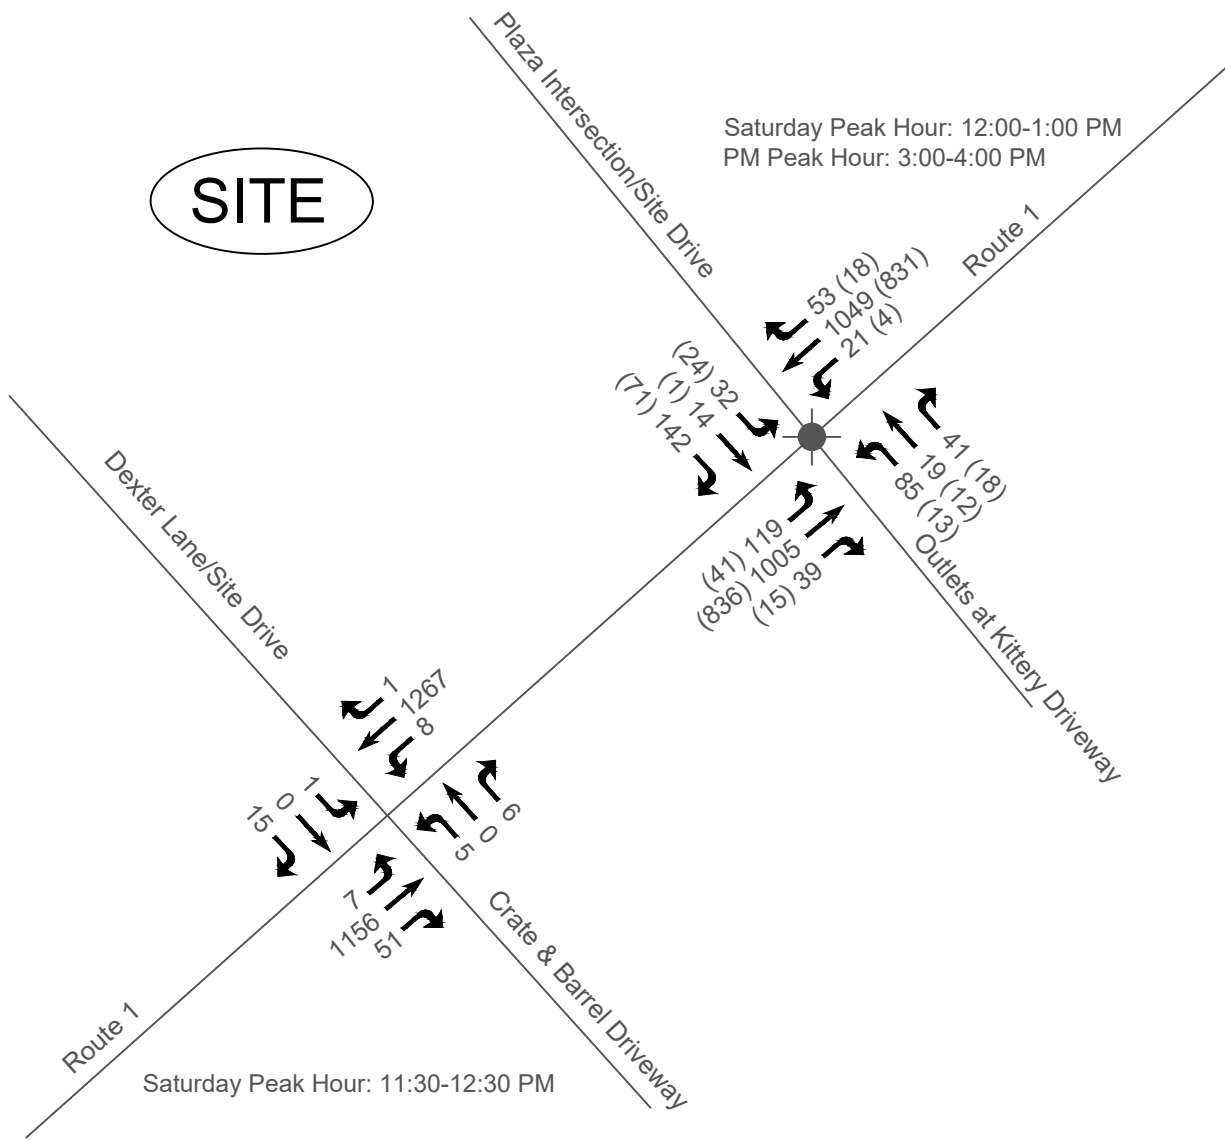 Plaza Intersection/Site Drive
Saturday Peak Hour: 12:00-1:00 PM
PM Peak Hour: 3:00-4:00 PM
SITE
Route 1
53 (18)
1049 (831)
21 (4)
(24) 32
(1) 14
(71) 142
41 (18)
19 (12)
85 (13)
(41) 119
(836) 1005
(15) 39
Outlets at Kittery Driveway
Dexter Lane/Site Drive
1
1267
8
1
0
15
6
0
5
7
1156
51
Crate & Barrel Driveway
Route 1
Saturday Peak Hour: 11:30-12:30 PM